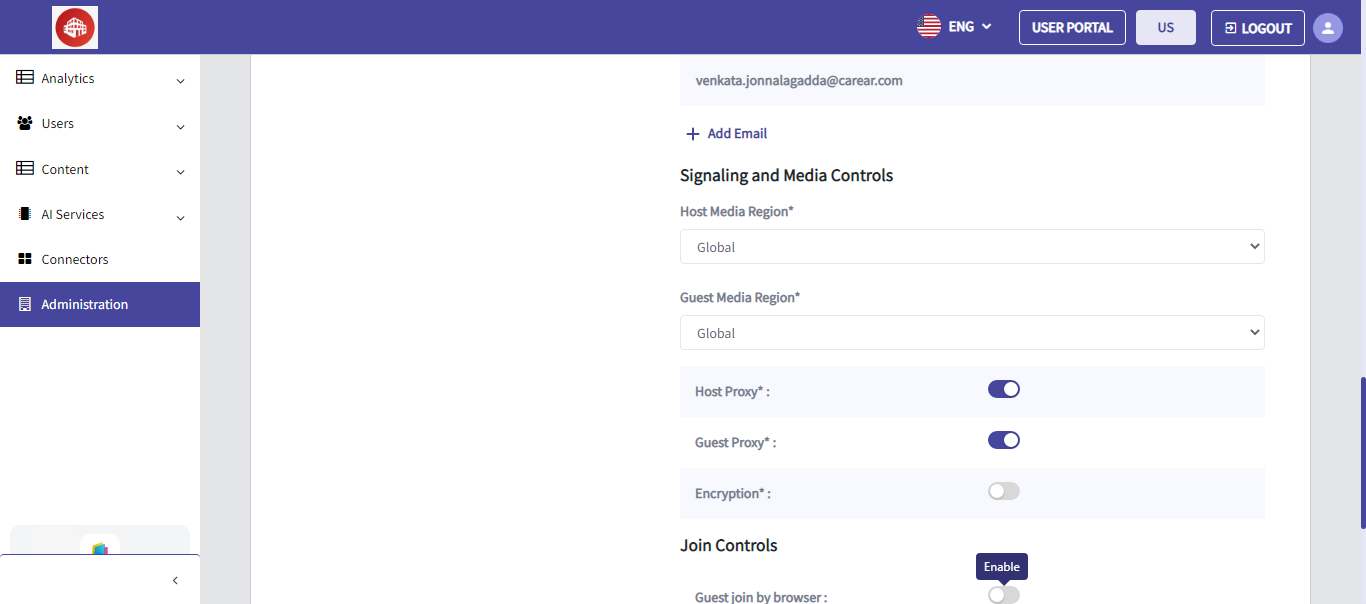 ENG
USER PORTAL
US
LOGOUT
Analytics
Users
Content
AI Services
Connectors
Administration
venkata.jonnalagadda@carear.com
Add Email
Signaling and Media Controls
Host Media Region*
Global
Guest Media Region*
Global
Host Proxy* :
Guest Proxy* :
Encryption* :
Join Controls
Enable
Guest join by browser :